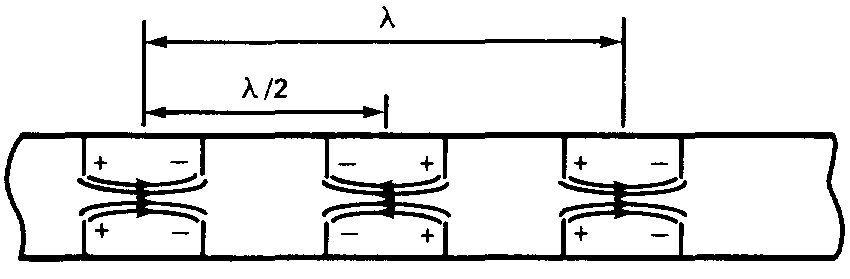 λ
λ/2
+ − − + + −
+ − − + + −